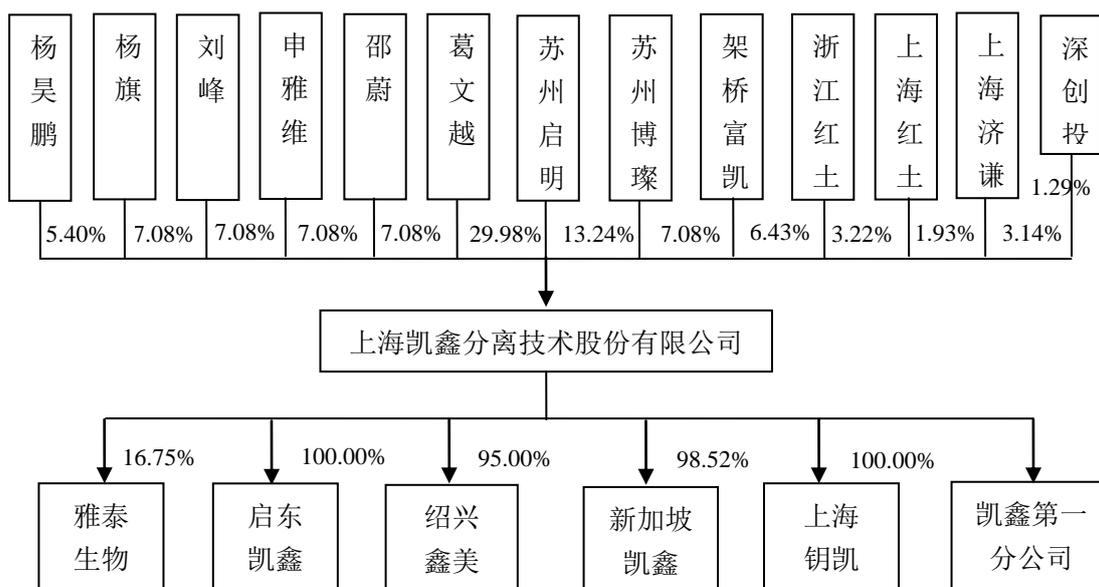 杨昊鹏
杨旗
刘峰
申雅维
邵蔚
葛文越
苏州启明
苏州博璨
架桥富凯
浙江红土
上海红土
上海济谦
深创投
5.40%
7.08%
7.08%
7.08%
7.08%
29.98%
13.24%
7.08%
6.43%
3.22%
1.93%
3.14%
1.29%
上海凯鑫分离技术股份有限公司
16.75%
100.00%
95.00%
98.52%
100.00%
雅泰
生物
启东
凯鑫
绍兴
鑫美
新加坡
凯鑫
上海
钥凯
凯鑫第一
分公司